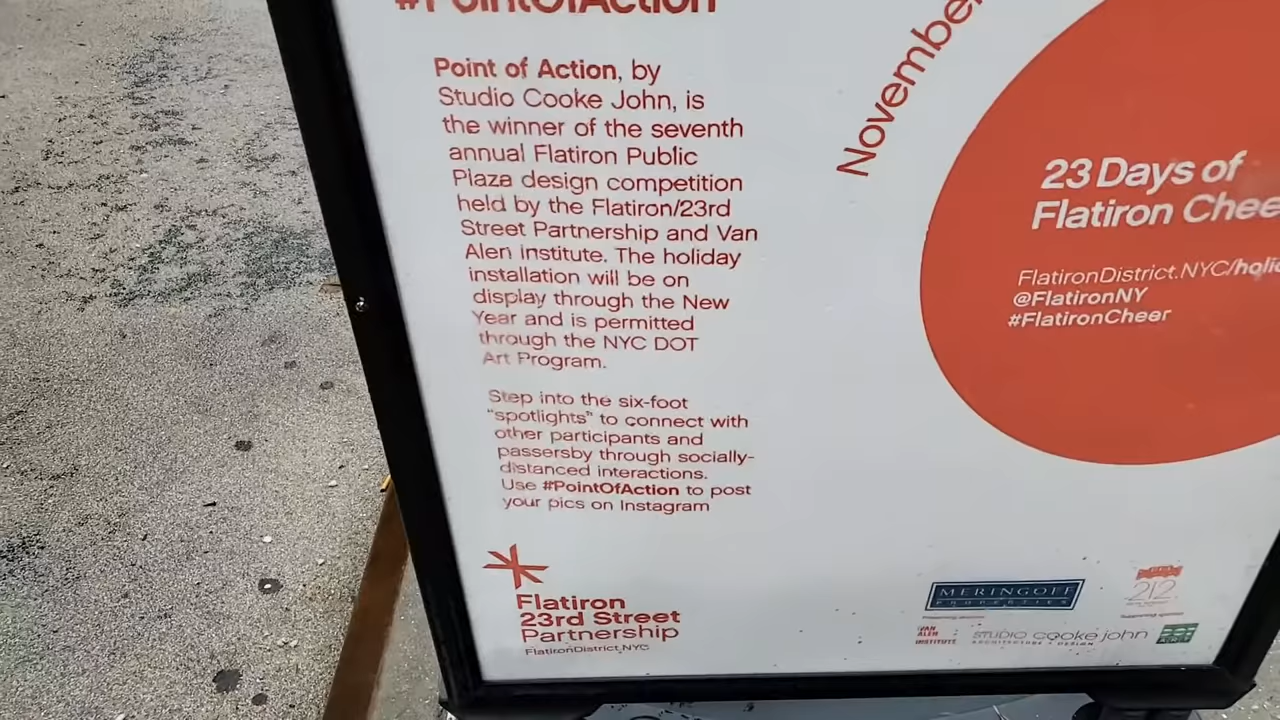 #PointOfAction
Point of Action, by
Studio Cooke John, is
the winner of the seventh
annual Flatiron Public
Plaza design competition
held by the Flatiron/23rd
Street Partnership and Van
Alen Institute. The holiday
installation will be on
display through the New
Year and is permitted
through the NYC DOT
Art Program.
Step into the six-foot
"spotlights" to connect with
other participants and
passersby through socially-
distanced interactions.
Use #PointOfAction to post
your pics on Instagram
Flatiron
23rd Street
Partnership
FlatironDistrict.NYC
November
23 Days of
Flatiron Chee
FlatironDistrict.NYC/holi
@FlatironNY
#FlatironCheer
MERINGOFF
PROPERTIES
212
VAN
ALEN
INSTITUTE
studio cooke john
ARCHITECTURE + DESIGN